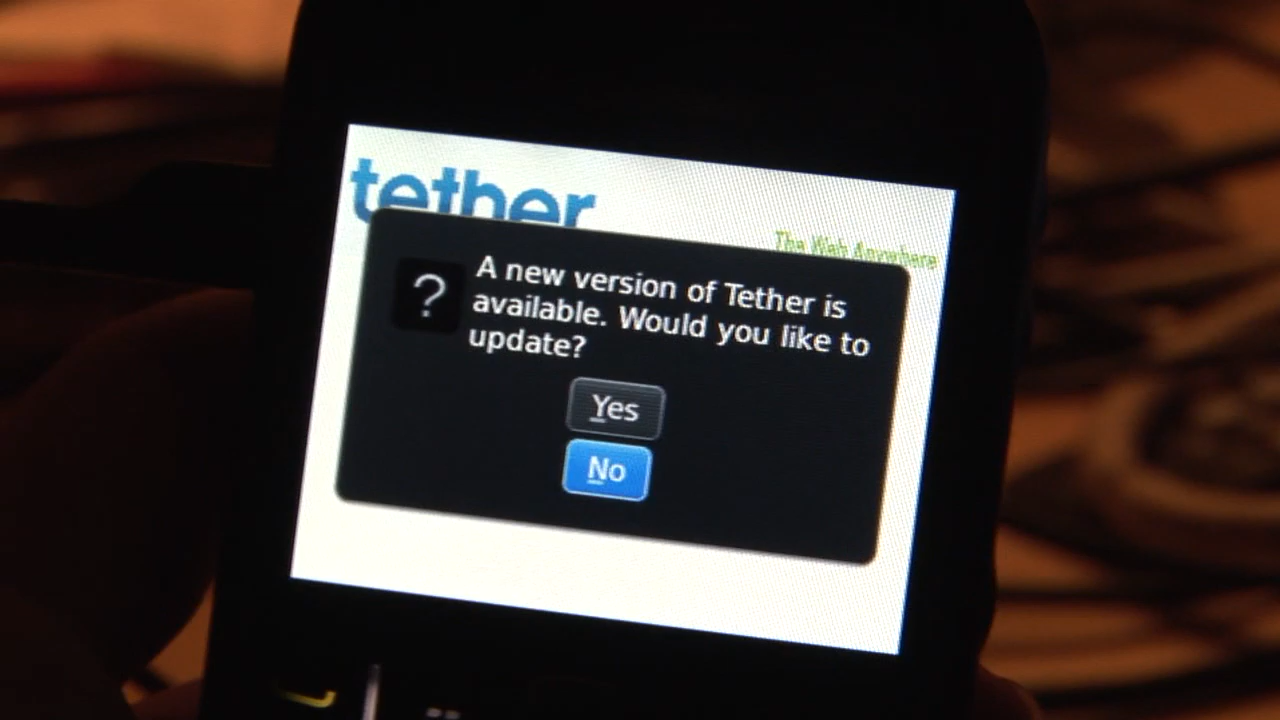 tether
The Web Anywhere
A new version of Tether is
available. Would you like to
update?
Yes
No